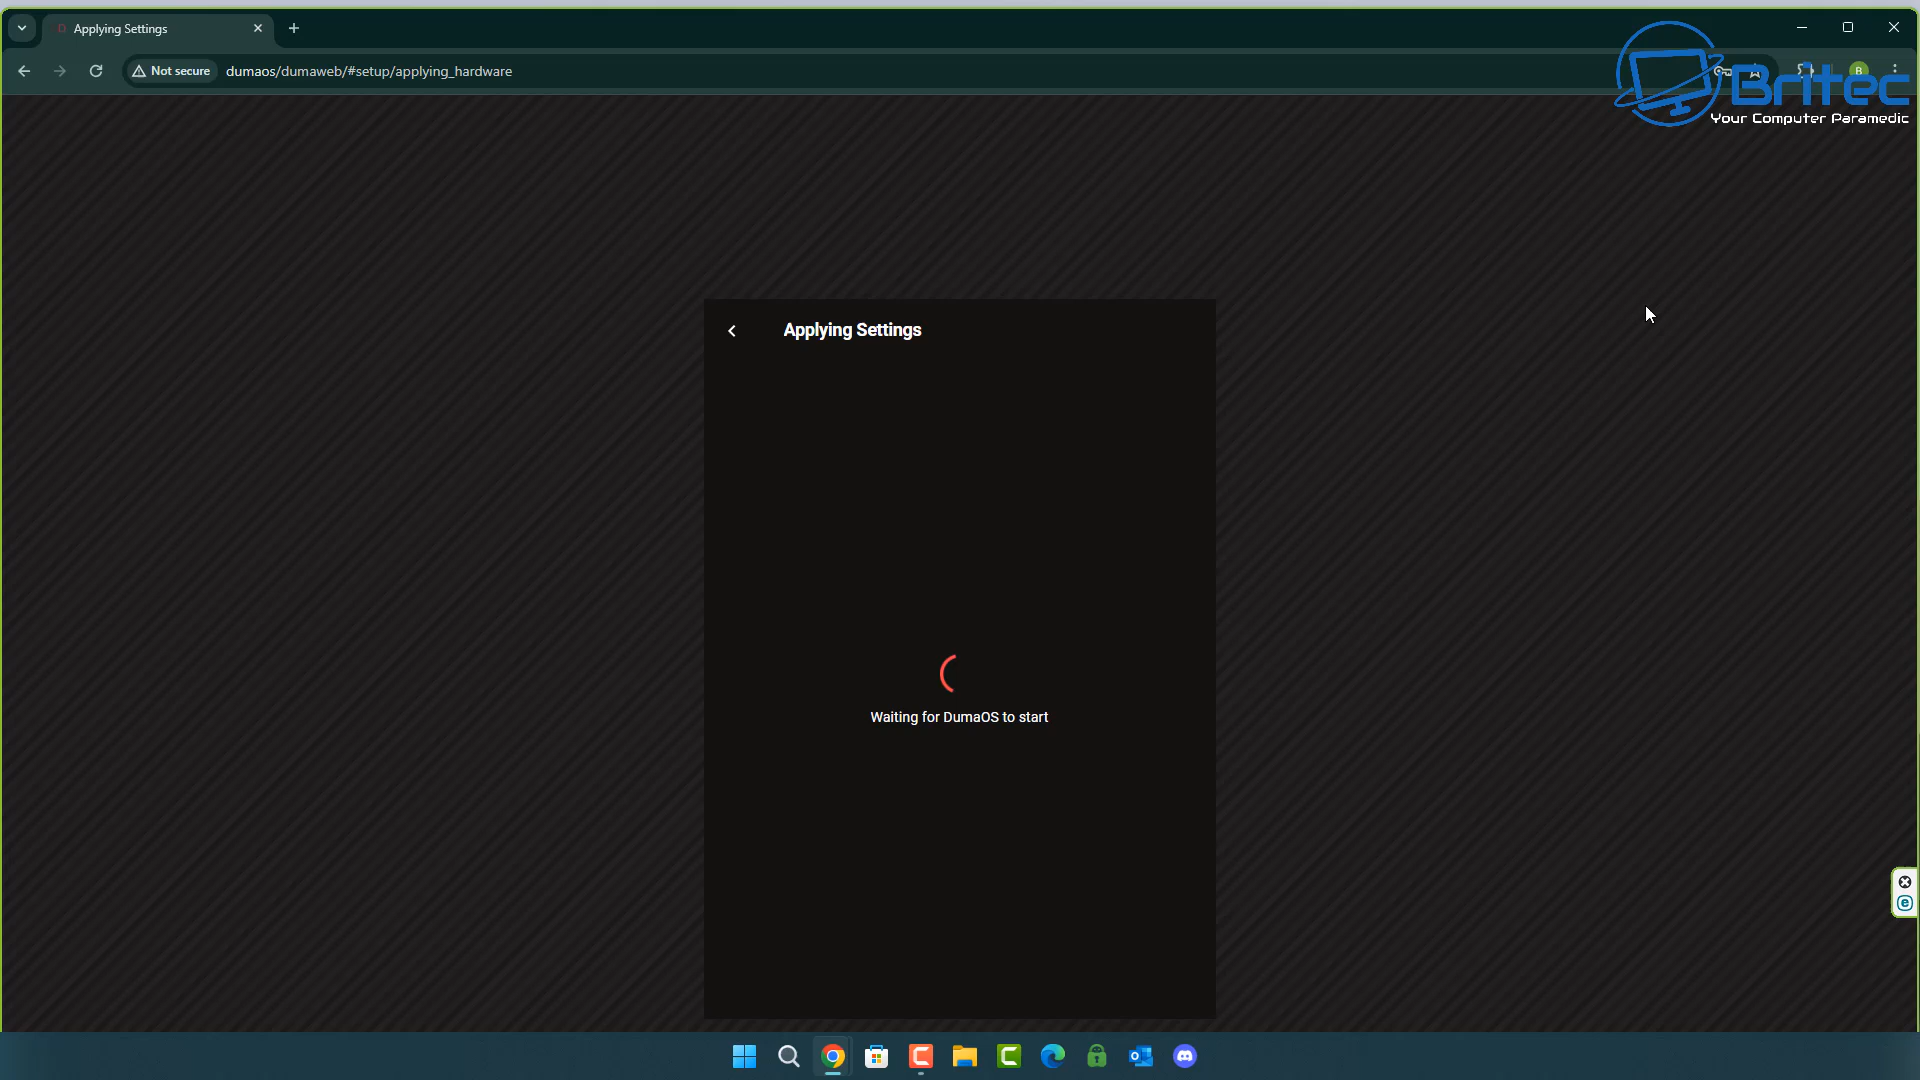 Applying Settings
Not secure
dumaos/dumaweb/#setup/applying_hardware
B
Britec
Your Computer Paramedic
Applying Settings
Waiting for DumaOS to start